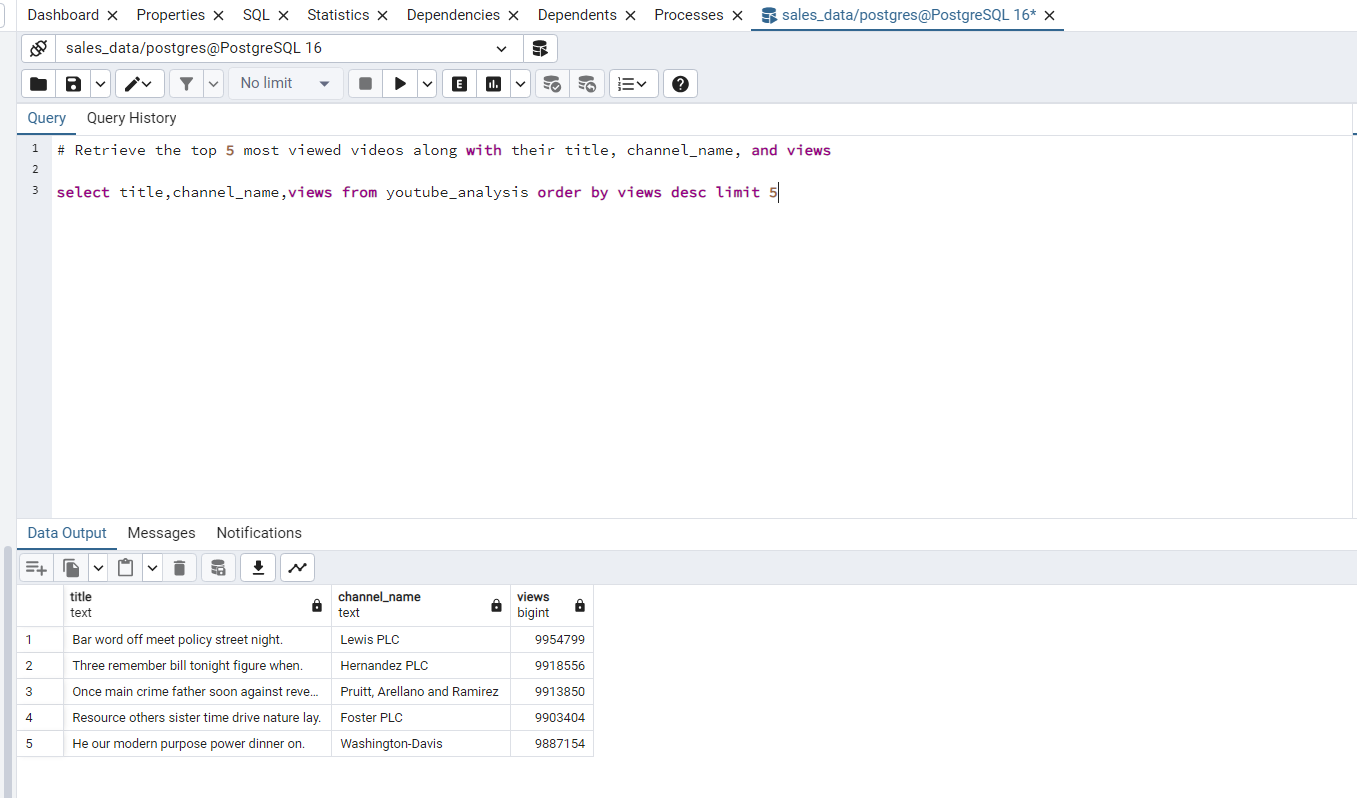 Dashboard Properties SQL Statistics Dependencies Dependents Processes sales_data/postgres@PostgreSQL 16*
sales_data/postgres@PostgreSQL 16
No limit E
Query Query History
1 # Retrieve the top 5 most viewed videos along with their title, channel_name, and views
2
3 select title,channel_name,views from youtube_analysis order by views desc limit 5
Data Output Messages Notifications
title channel_name views
text text bigint
1 Bar word off meet policy street night. Lewis PLC 9954799
2 Three remember bill tonight figure when. Hernandez PLC 9918556
3 Once main crime father soon against reve... Pruitt, Arellano and Ramirez 9913850
4 Resource others sister time drive nature lay. Foster PLC 9903404
5 He our modern purpose power dinner on. Washington-Davis 9887154